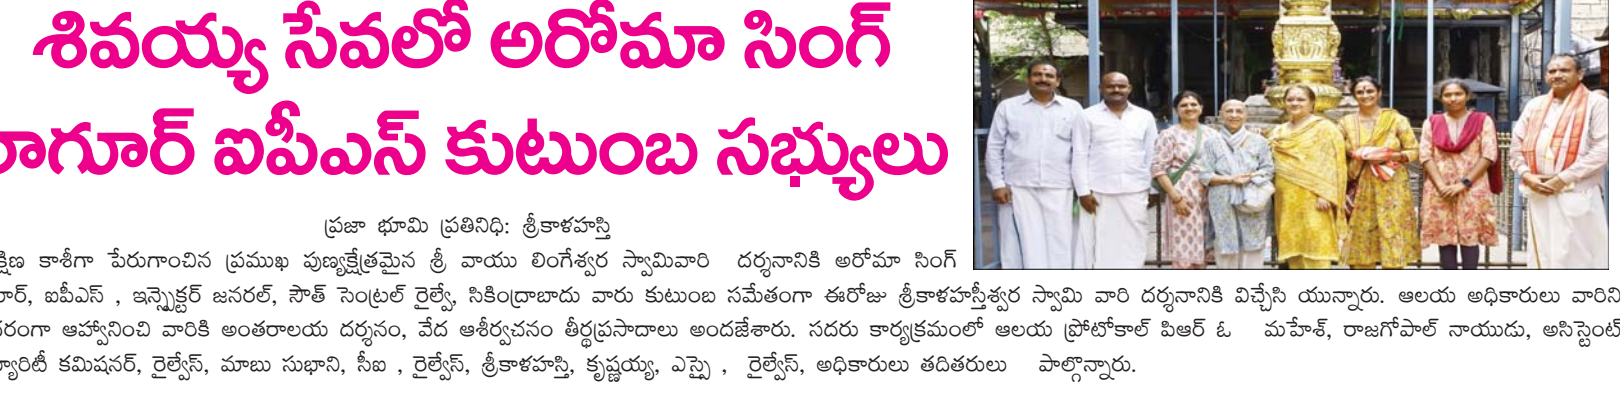 శివయ్య సేవలో అరోమా సింగ్
రాగూర్ ఐపీఎస్ కుటుంబ సభ్యులు
ప్రజా భూమి ప్రతినిధి: శ్రీకాళహస్తి
కాశీగా పేరుగాంచిన ప్రముఖ పుణ్యక్షేత్రమైన శ్రీ వాయు లింగేశ్వర స్వామివారి దర్శనానికి అరోమా సింగ్
ఐపీఎస్ , ఇన్స్పెక్టర్ జనరల్, సౌత్ సెంట్రల్ రైల్వే, సికింద్రాబాదు వారు కుటుంబ సమేతంగా ఈరోజు శ్రీకాళహస్తీశ్వర స్వామి వారి దర్శనానికి విచ్చేసి యున్నారు. ఆలయ అధికారులు వారిని
ఆహ్వానించి వారికి అంతరాలయ దర్శనం, వేద ఆశీర్వచనం తీర్థప్రసాదాలు అందజేశారు. సదరు కార్యక్రమంలో ఆలయ ప్రోటోకాల్ పిఆర్ ఓ మహేశ్, రాజగోపాల్ నాయుడు, అసిస్టెంట్
కమిషనర్, రైల్వేస్, మాబు సుభాని, సీఐ , రైల్వేస్, శ్రీకాళహస్తి, కృష్ణయ్య, ఎస్సై , రైల్వేస్, అధికారులు తదితరులు పాల్గొన్నారు.